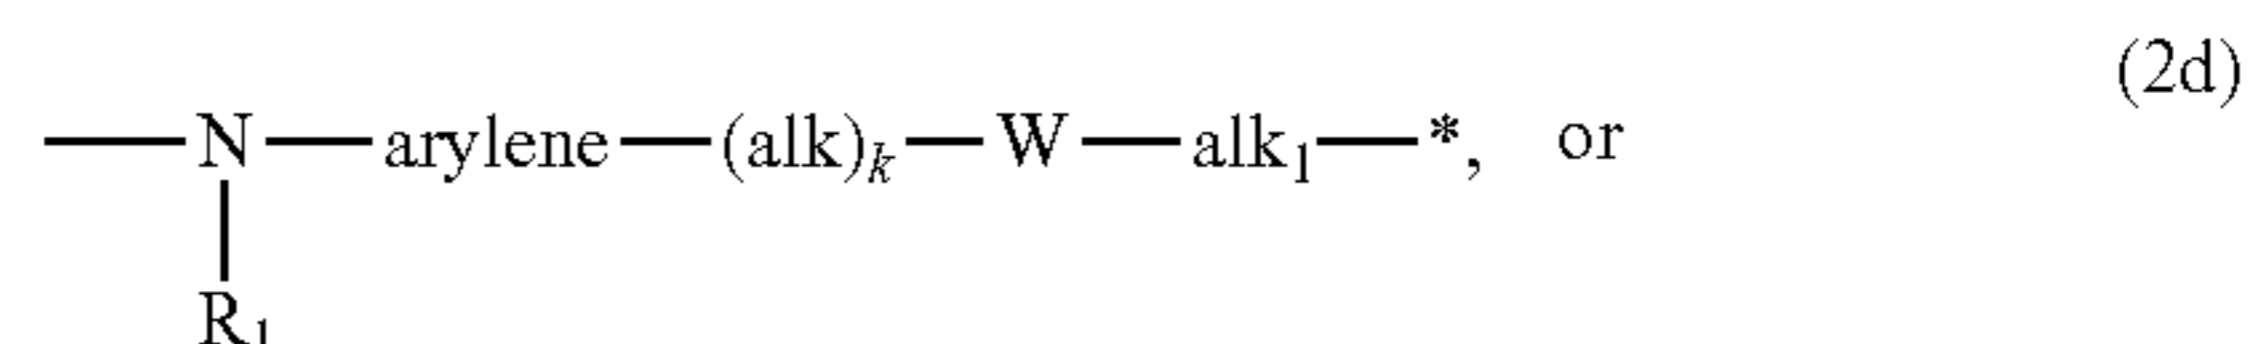 (2d)
—N—arylene—(alk)k—W—alk1—*, or
R1